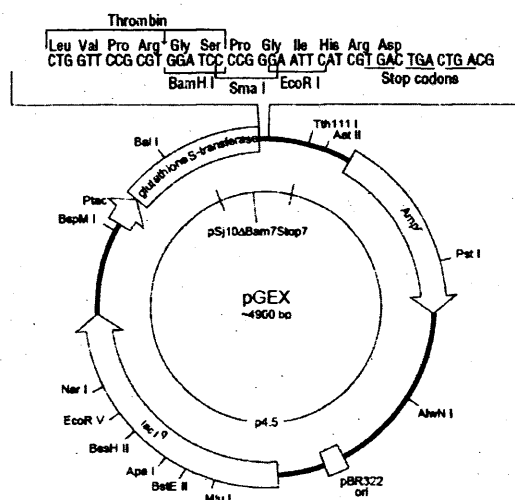 Thrombin
Leu Val Pro Arg Gly Ser Pro Gly Ile His Arg Asp
CTG GTT CCG CGT GGA TCC CCG GGA ATT CAT CGT GAC TGA CTG ACG
BamH I
Sma I
EcoR I
Stop codons
Tth111 I
Aat II
Bal I
glutathione S-transferase
Ptac
BspM I
Ampr
pSj10ΔBam7Stop7
Pst I
pGEX
~4900 bp
Nar I
EcoR V
BssH II
Apa I
BstE II
Mlu I
lac I q
p4.5
AlwN I
pBR322
ori